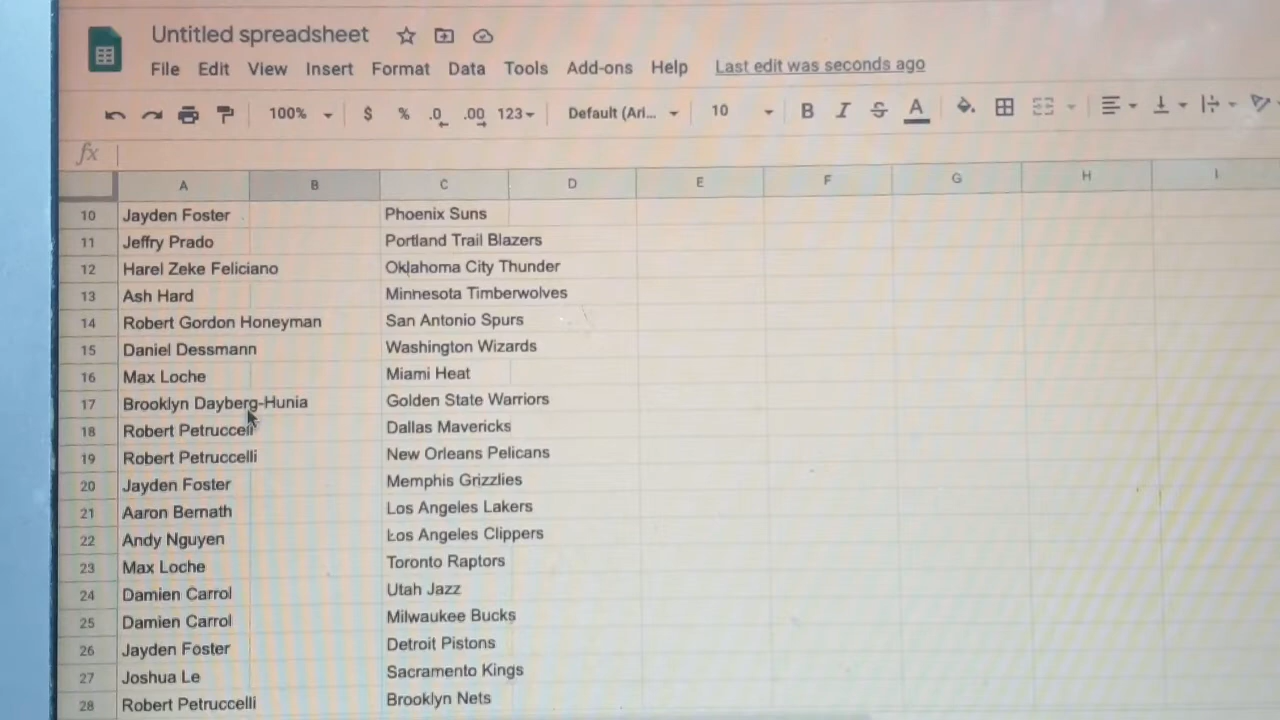 Untitled spreadsheet
File Edit View Insert Format Data Tools Add-ons Help Last edit was seconds ago
100% $ % .0 .00 123 Default (Ari... 10 B I S A
fx
A B C D E F G H I
10 Jayden Foster Phoenix Suns
11 Jeffry Prado Portland Trail Blazers
12 Harel Zeke Feliciano Oklahoma City Thunder
13 Ash Hard Minnesota Timberwolves
14 Robert Gordon Honeyman San Antonio Spurs
15 Daniel Dessmann Washington Wizards
16 Max Loche Miami Heat
17 Brooklyn Dayberg-Hunia Golden State Warriors
18 Robert Petruccelli Dallas Mavericks
19 Robert Petruccelli New Orleans Pelicans
20 Jayden Foster Memphis Grizzlies
21 Aaron Bernath Los Angeles Lakers
22 Andy Nguyen Los Angeles Clippers
23 Max Loche Toronto Raptors
24 Damien Carrol Utah Jazz
25 Damien Carrol Milwaukee Bucks
26 Jayden Foster Detroit Pistons
27 Joshua Le Sacramento Kings
28 Robert Petruccelli Brooklyn Nets